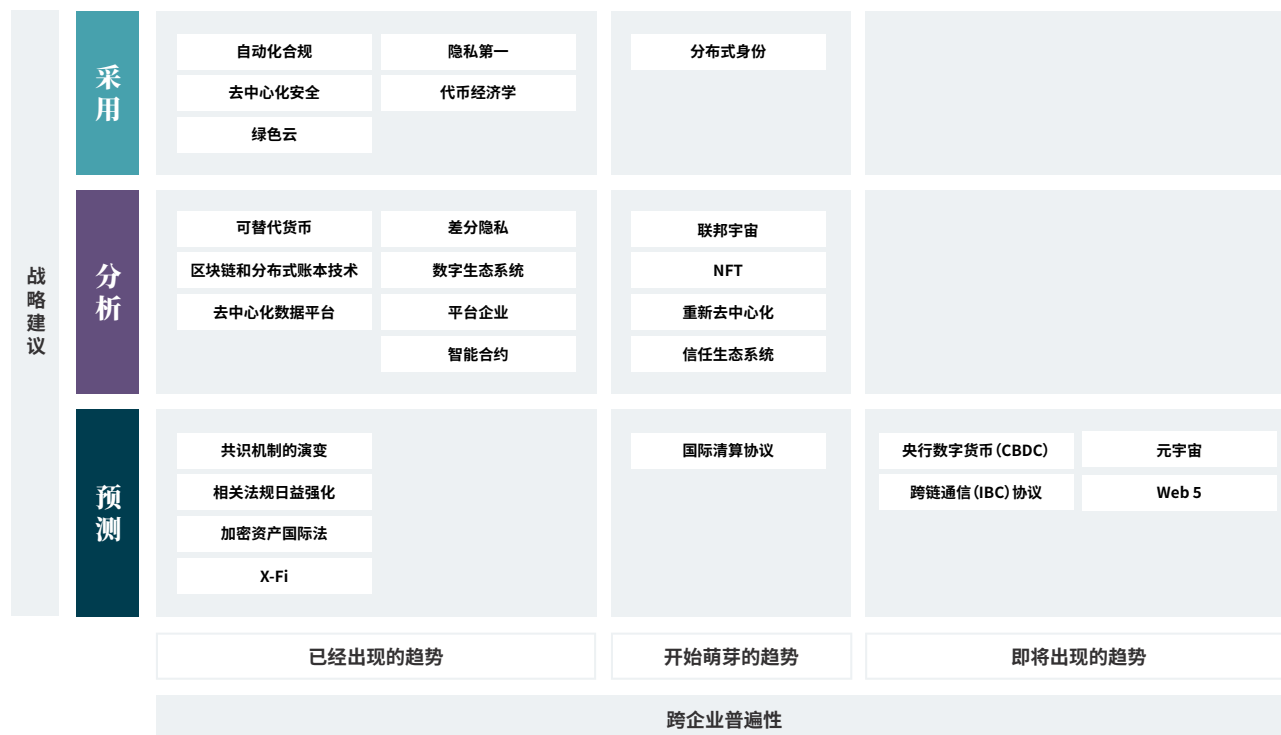 战略建议
采用
自动化合规
隐私第一
去中心化安全
代币经济学
绿色云
分布式身份
分析
可替代货币
差分隐私
区块链和分布式账本技术
数字生态系统
去中心化数据平台
平台企业
智能合约
联邦宇宙
NFT
重新去中心化
信任生态系统
预测
共识机制的演变
相关法规日益强化
加密资产国际法
X-Fi
国际清算协议
央行数字货币(CBDC)
元宇宙
跨链通信(IBC)协议
Web 5
已经出现的趋势
开始萌芽的趋势
即将出现的趋势
跨企业普遍性